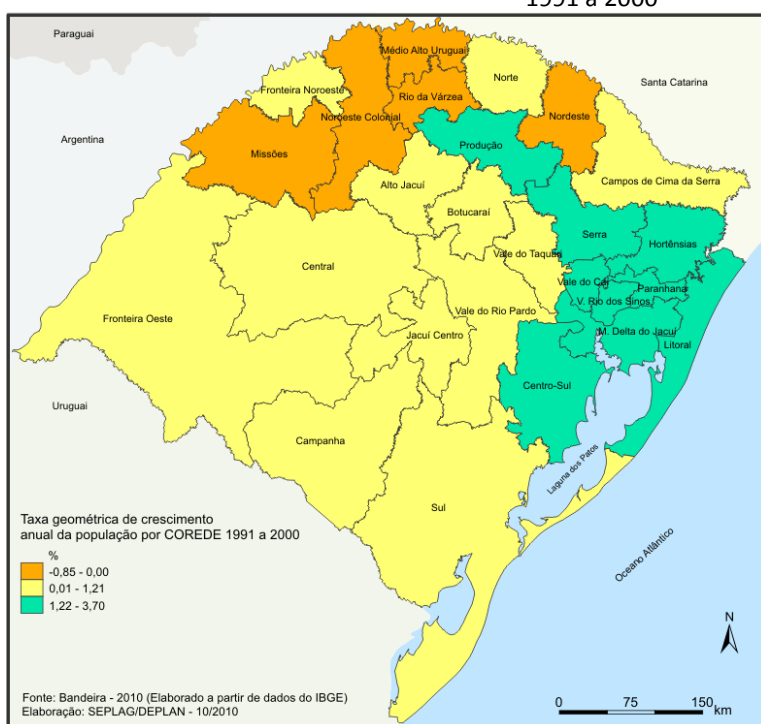 1991 a 2000
Paraguai
Médio Alto Uruguai
Norte
Santa Catarina
Fronteira Noroeste
Rio da Várzea
Nordeste
Noroeste Colonial
Argentina
Produção
Missões
Alto Jacuí
Campos de Cima da Serra
Botucaraí
Serra
Hortênsias
Vale do Taquari
Central
Vale do Caí
Paranhana
V. Rio dos Sinos
Fronteira Oeste
Vale do Rio Pardo
Jacuí Centro
M. Delta do Jacuí
Litoral
Centro-Sul
Uruguai
Campanha
Laguna dos Patos
Sul
Taxa geométrica de crescimento
anual da população por COREDE 1991 a 2000
%
-0,85 - 0,00
0,01 - 1,21
1,22 - 3,70
Oceano Atlântico
N
Fonte: Bandeira - 2010 (Elaborado a partir de dados do IBGE)
Elaboração: SEPLAG/DEPLAN - 10/2010
0 75 150
km